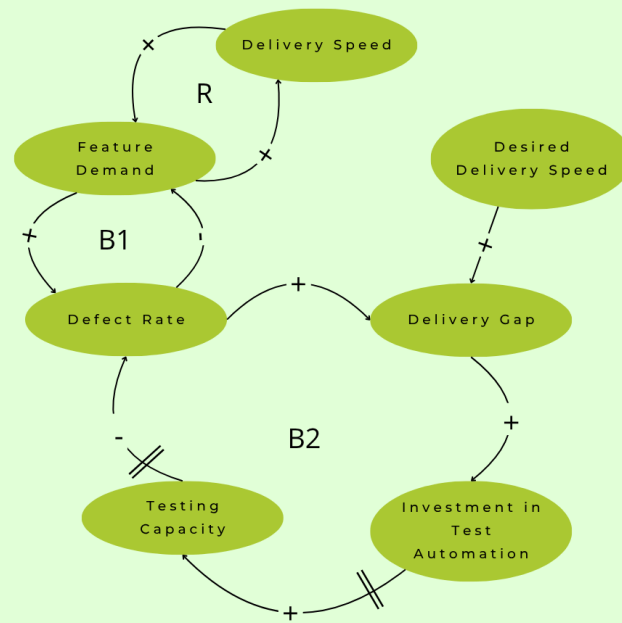 Delivery Speed
+
R
Feature
Demand
+
Desired
Delivery Speed
+
B1
-
+
+
Defect Rate
Delivery Gap
+
-
B2
Testing
Capacity
Investment in
Test
Automation
+